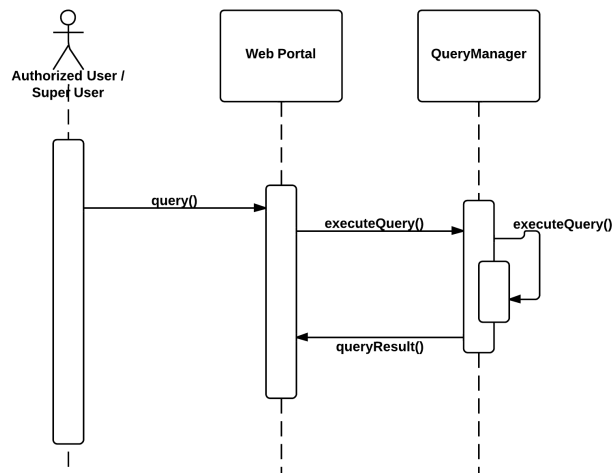 Authorized User /
Super User
Web Portal
QueryManager
query()
executeQuery()
executeQuery()
queryResult()